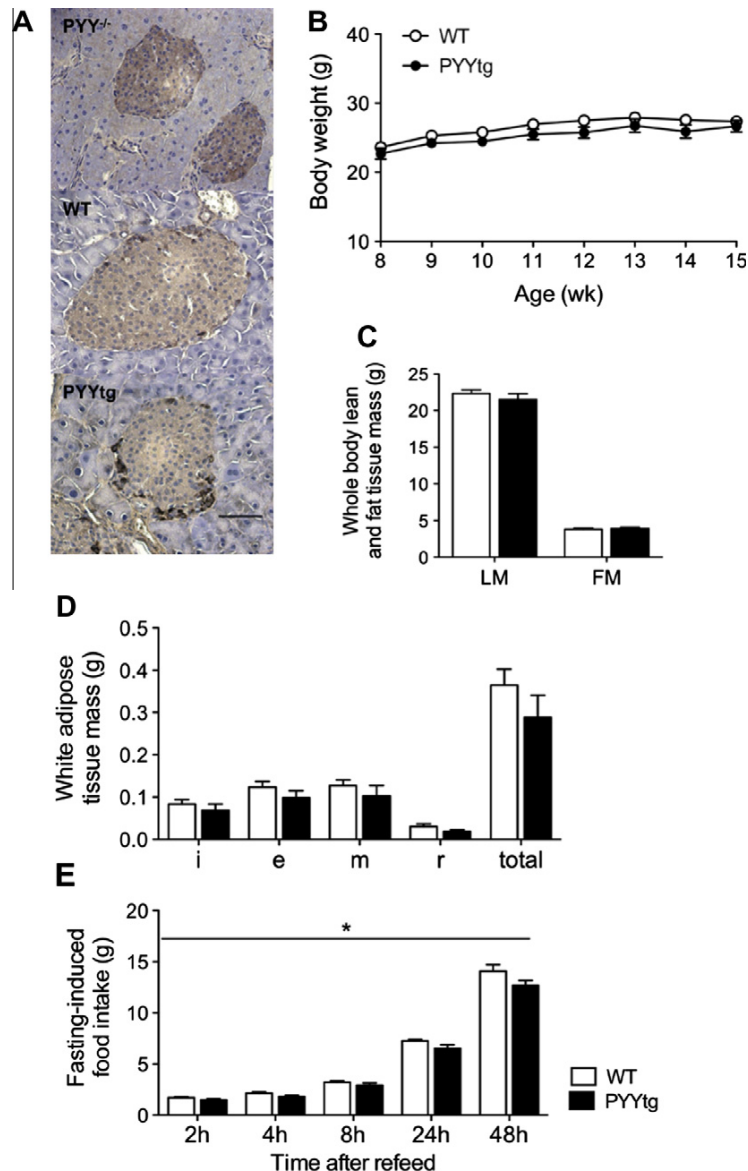 A
PYY-/-
WT
PYYtg
B
Body weight (g)
40
30
20
10
WT
PYYtg
8 9 10 11 12 13 14 15
Age (wk)
C
Whole body lean
and fat tissue mass (g)
25
20
15
10
5
0
LM FM
D
White adipose
tissue mass (g)
0.5
0.4
0.3
0.2
0.1
0.0
i e m r total
E
Fasting-induced
food intake (g)
20
15
10
5
0
*
2h 4h 8h 24h 48h
Time after refeed
WT
PYYtg